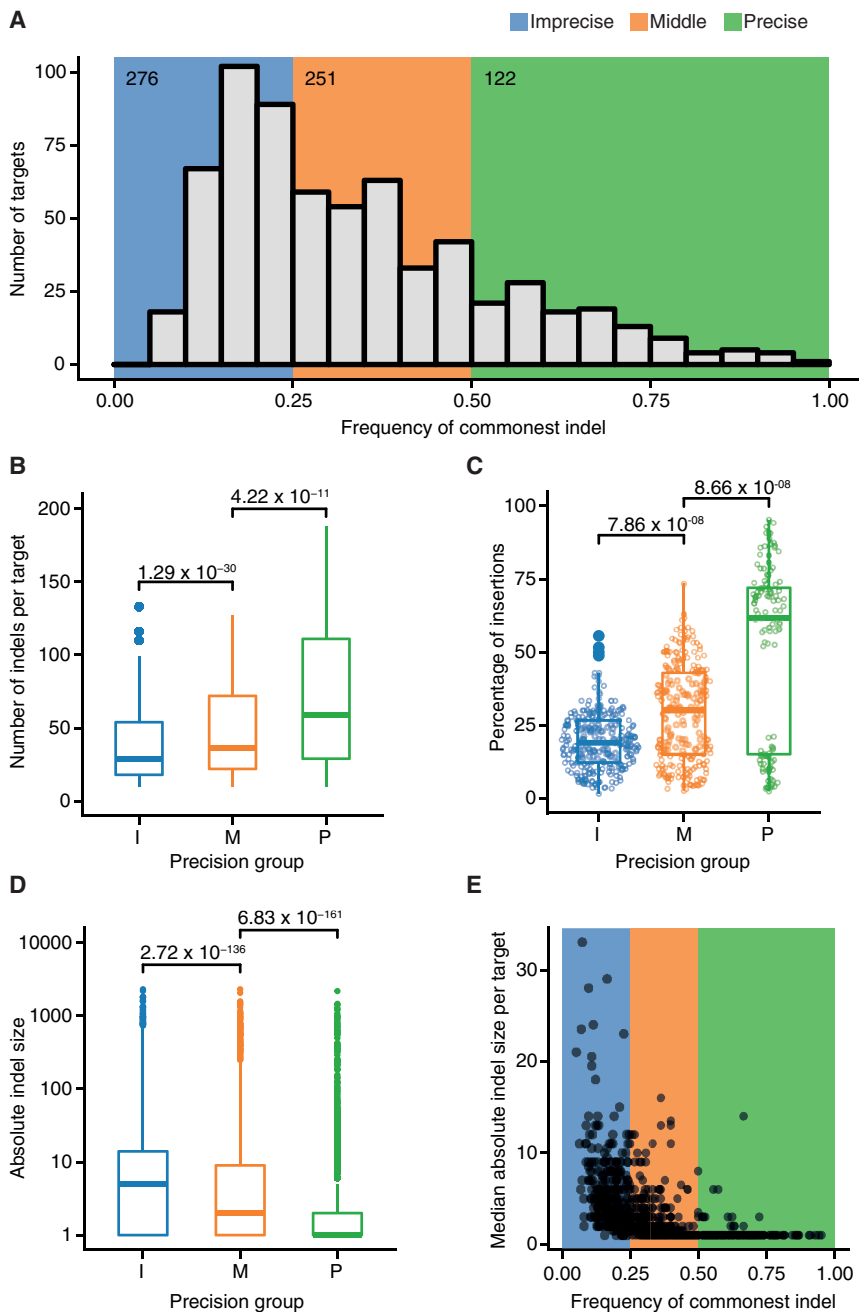 A
Imprecise Middle Precise
276 251 122
Number of targets
100
75
50
25
0
0.00 0.25 0.50 0.75 1.00
Frequency of commonest indel
B
4.22 x 10⁻¹¹
1.29 x 10⁻³⁰
Number of indels per target
200
150
100
50
0
I M P
Precision group
C
8.66 x 10⁻⁰⁸
7.86 x 10⁻⁰⁸
Percentage of insertions
100
75
50
25
0
I M P
Precision group
D
6.83 x 10⁻¹⁶¹
2.72 x 10⁻¹³⁶
Absolute indel size
10000
1000
100
10
1
I M P
Precision group
E
Median absolute indel size per target
30
20
10
0
0.00 0.25 0.50 0.75 1.00
Frequency of commonest indel